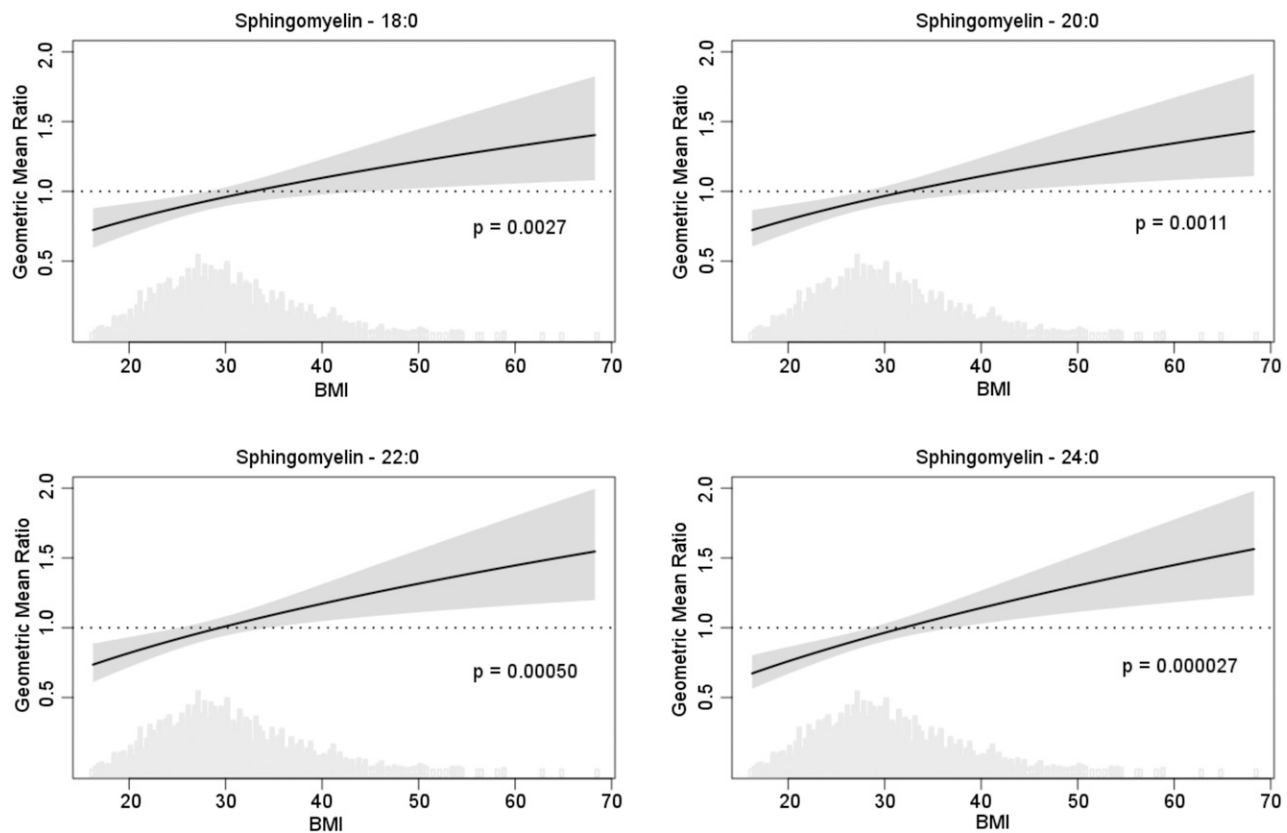 Sphingomyelin - 18:0
Geometric Mean Ratio
2.0
1.5
1.0
0.5
p = 0.0027
20 30 40 50 60 70
BMI
Sphingomyelin - 20:0
Geometric Mean Ratio
2.0
1.5
1.0
0.5
p = 0.0011
20 30 40 50 60 70
BMI
Sphingomyelin - 22:0
Geometric Mean Ratio
2.0
1.5
1.0
0.5
p = 0.00050
20 30 40 50 60 70
BMI
Sphingomyelin - 24:0
Geometric Mean Ratio
2.0
1.5
1.0
0.5
p = 0.000027
20 30 40 50 60 70
BMI